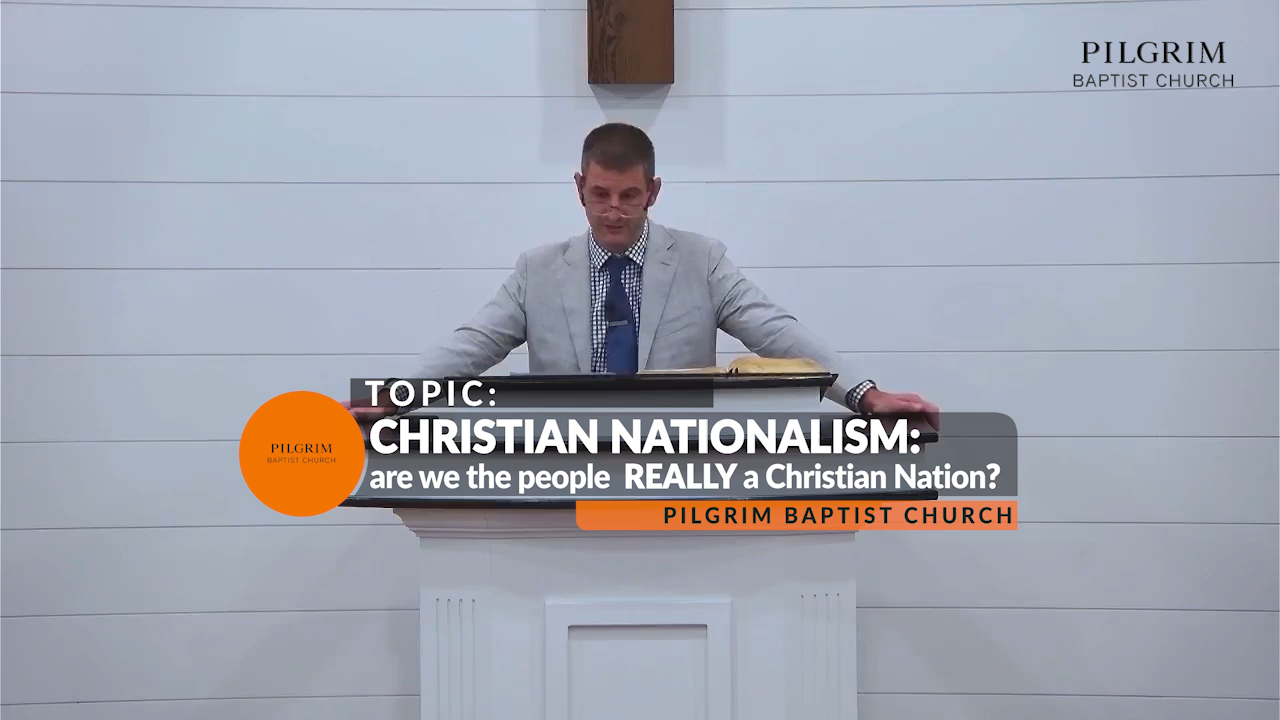 PILGRIM
BAPTIST CHURCH
TOPIC:
CHRISTIAN NATIONALISM:
are we the people REALLY a Christian Nation?
PILGRIM
BAPTIST CHURCH
PILGRIM BAPTIST CHURCH